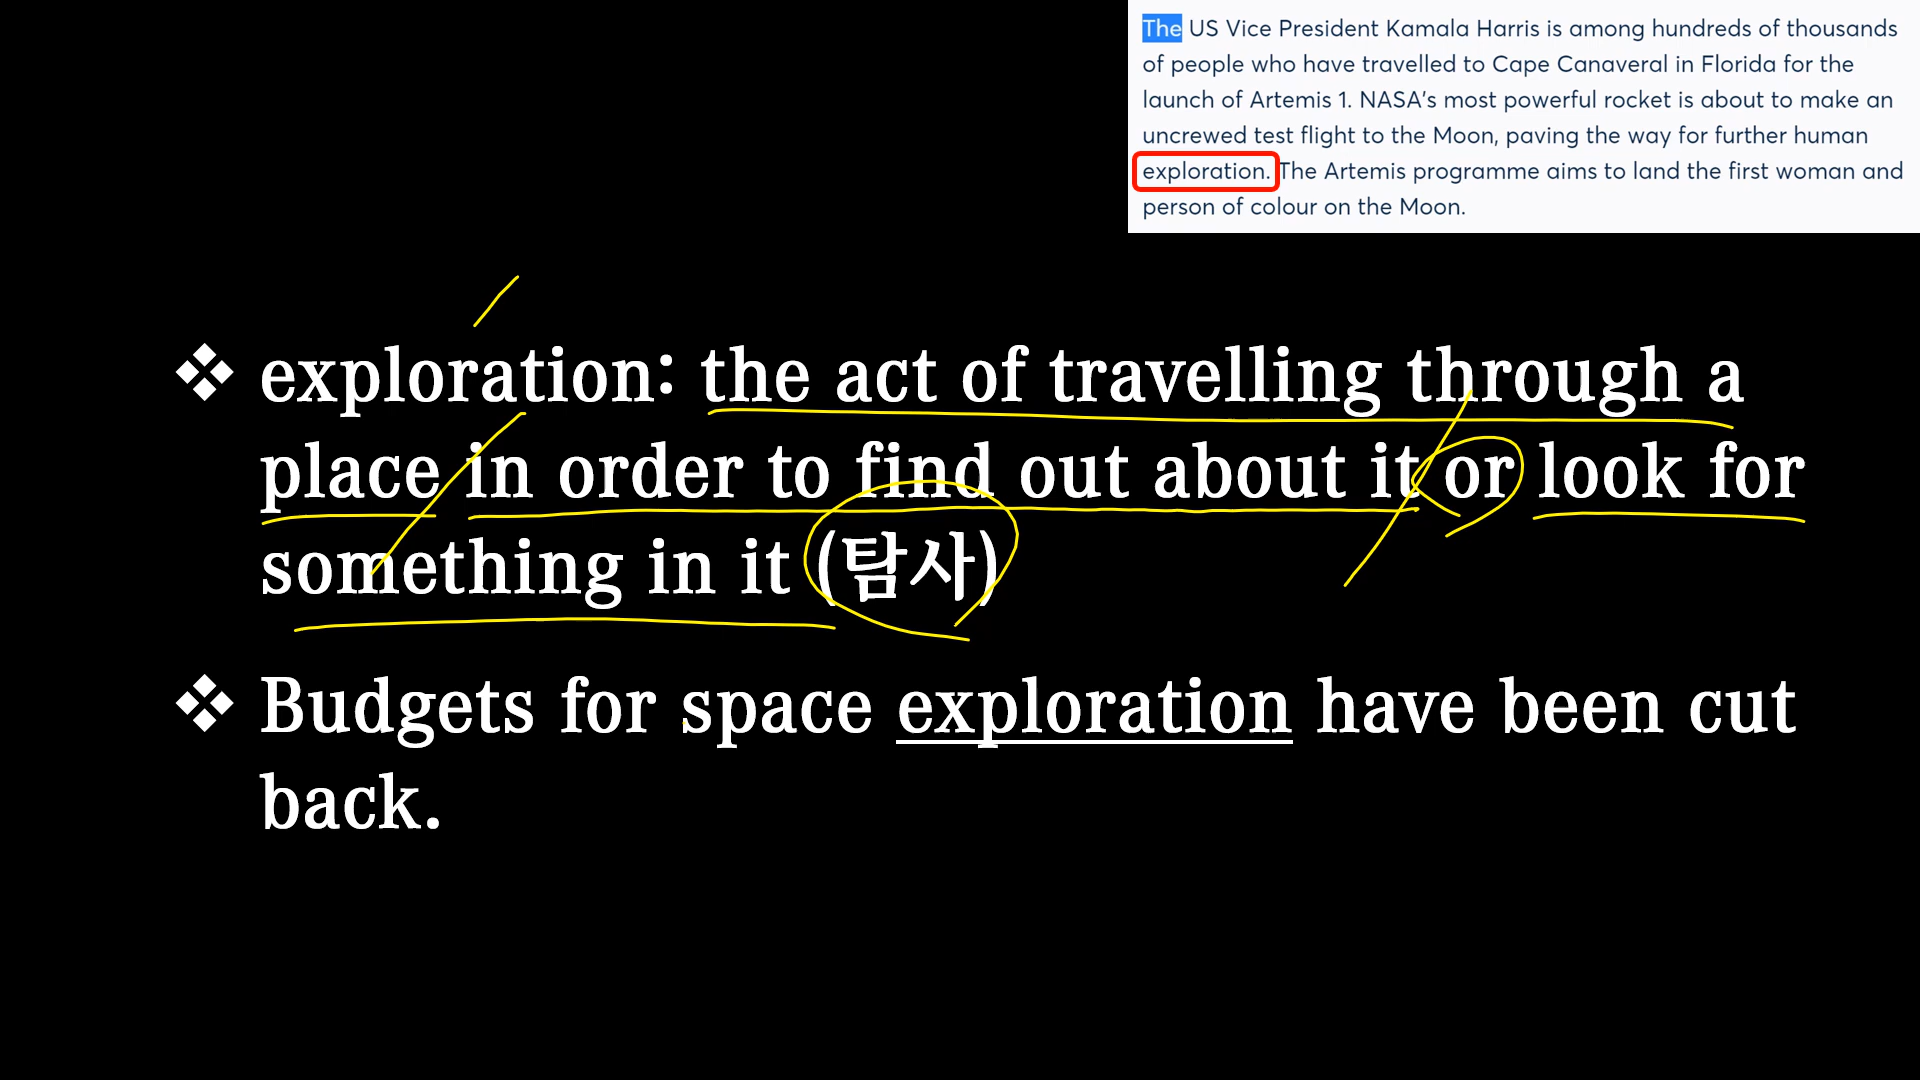 The US Vice President Kamala Harris is among hundreds of thousands
of people who have travelled to Cape Canaveral in Florida for the
launch of Artemis 1. NASA's most powerful rocket is about to make an
uncrewed test flight to the Moon, paving the way for further human
exploration. The Artemis programme aims to land the first woman and
person of colour on the Moon.
❖ exploration: the act of travelling through a
place in order to find out about it or look for
something in it (탐사)
❖ Budgets for space exploration have been cut
back.